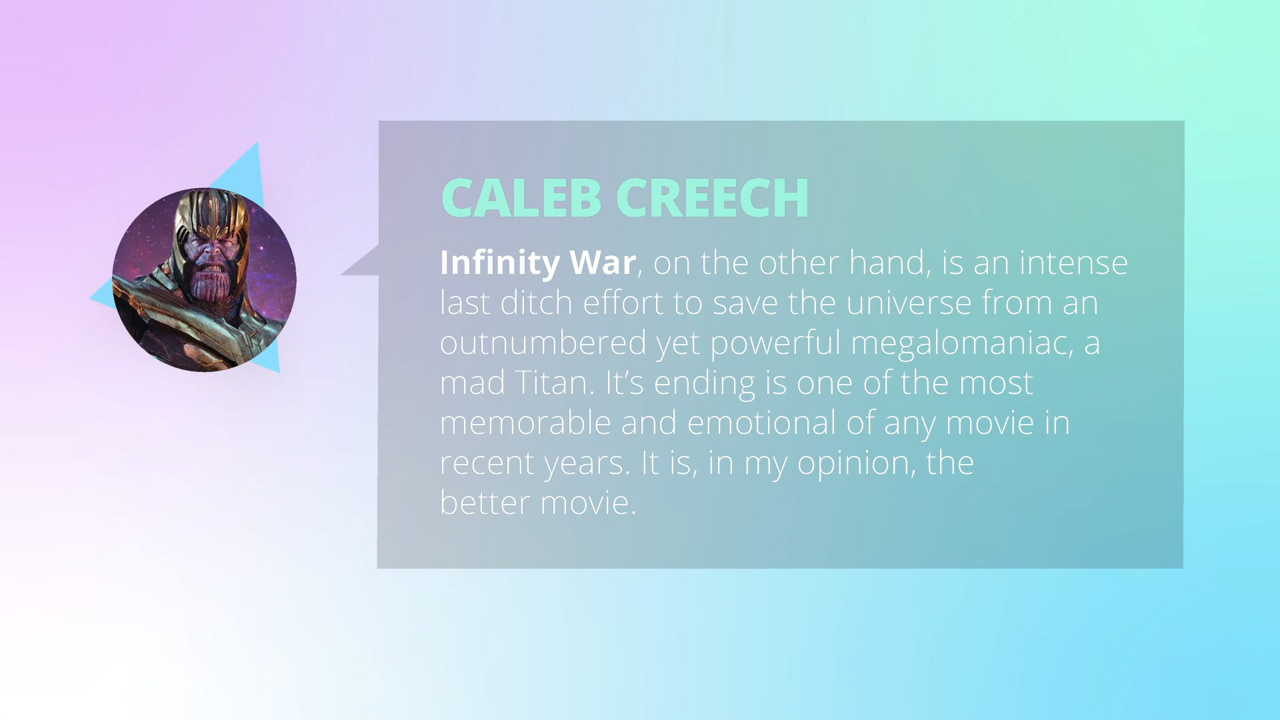 CALEB CREECH
Infinity War, on the other hand, is an intense
last ditch effort to save the universe from an
outnumbered yet powerful megalomaniac, a
mad Titan. It’s ending is one of the most
memorable and emotional of any movie in
recent years. It is, in my opinion, the
better movie.